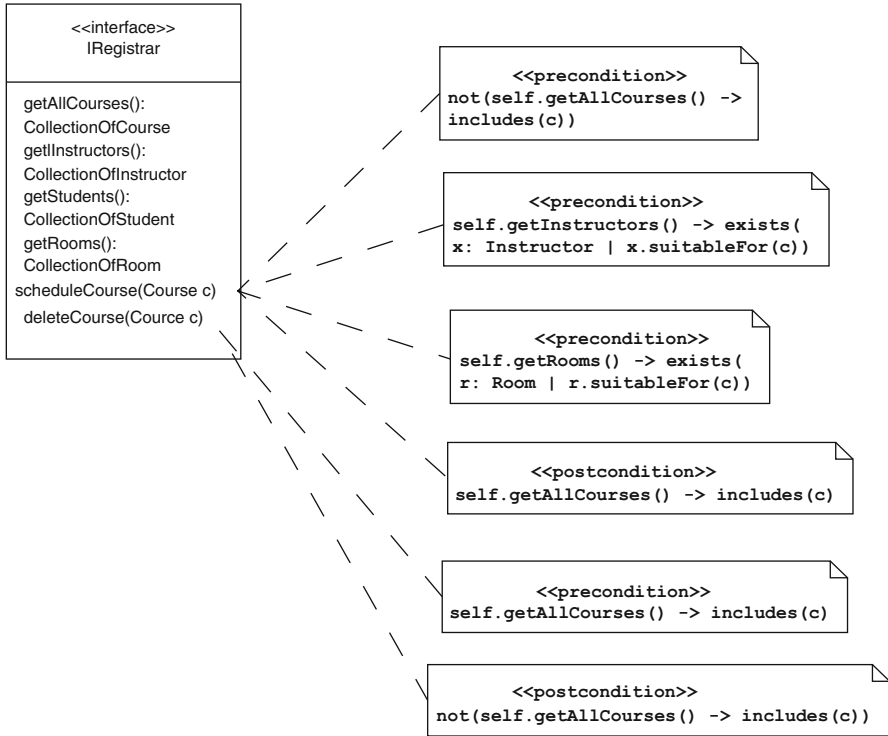 <<interface>>
IRegistrar
getAllCourses():
CollectionOfCourse
getIInstructors():
CollectionOfInstructor
getStudents():
CollectionOfStudent
getRooms():
CollectionOfRoom
scheduleCourse(Course c)
deleteCourse(Cource c)
<<precondition>>
not(self.getAllCourses() ->
includes(c))
<<precondition>>
self.getInstructors() -> exists(
x: Instructor | x.suitableFor(c))
<<precondition>>
self.getRooms() -> exists(
r: Room | r.suitableFor(c))
<<postcondition>>
self.getAllCourses() -> includes(c)
<<precondition>>
self.getAllCourses() -> includes(c)
<<postcondition>>
not(self.getAllCourses -> includes(c))